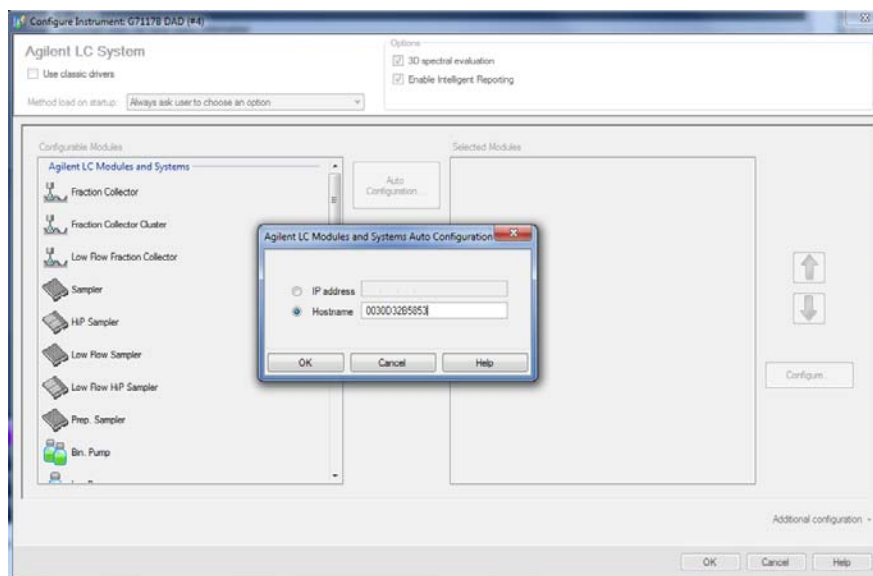 Configure Instrument: G7117B DAD (#4)
Agilent LC System
Use classic drivers
Method load on startup: Always ask user to choose an option
Options
3D spectral evaluation
Enable Intelligent Reporting
Configurable Modules
Agilent LC Modules and Systems
Fraction Collector
Fraction Collector Cluster
Low Flow Fraction Collector
Sampler
HiP Sampler
Low Flow Sampler
Low Flow HiP Sampler
Prep. Sampler
Bin. Pump
Auto
Configuration...
Selected Modules
Agilent LC Modules and Systems Auto Configuration
IP address
Hostname 0030D32B5853
OK Cancel Help
Configure...
Additional configuration
OK Cancel Help